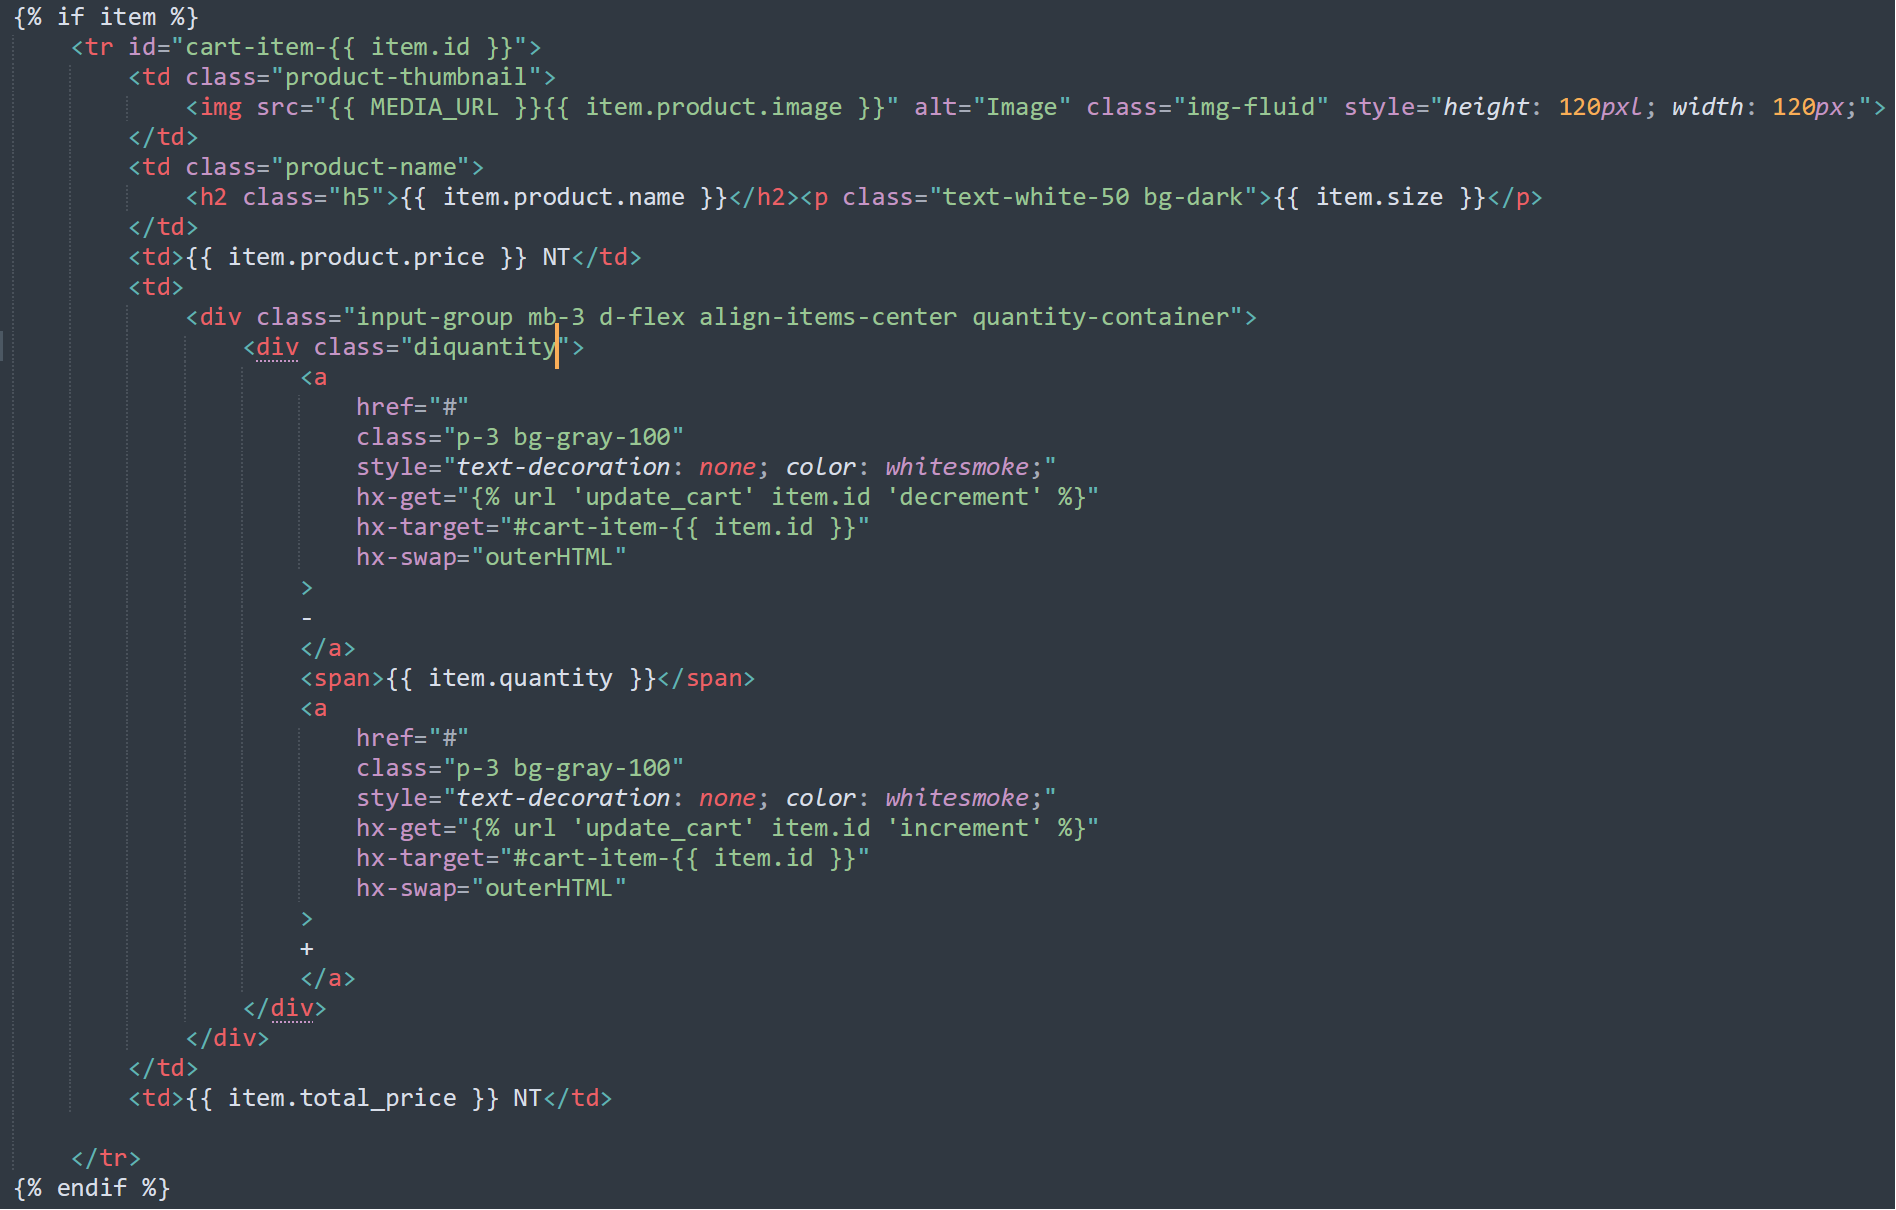 {% if item %}
<tr id="cart-item-{{ item.id }}">
<td class="product-thumbnail">
<img src="{{ MEDIA_URL }}{{ item.product.image }}" alt="Image" class="img-fluid" style="height: 120pxl; width: 120px;">
</td>
<td class="product-name">
<h2 class="h5">{{ item.product.name }}</h2><p class="text-white-50 bg-dark">{{ item.size }}</p>
</td>
<td>{{ item.product.price }} NT</td>
<td>
<div class="input-group mb-3 d-flex align-items-center quantity-container">
<div class="diquantity">
<a
href="#"
class="p-3 bg-gray-100"
style="text-decoration: none; color: whitesmoke;"
hx-get="{% url 'update_cart' item.id 'decrement' %}"
hx-target="#cart-item-{{ item.id }}"
hx-swap="outerHTML"
>
-
</a>
<span>{{ item.quantity }}</span>
<a
href="#"
class="p-3 bg-gray-100"
style="text-decoration: none; color: whitesmoke;"
hx-get="{% url 'update_cart' item.id 'increment' %}"
hx-target="#cart-item-{{ item.id }}"
hx-swap="outerHTML"
>
+
</a>
</div>
</div>
</td>
<td>{{ item.total_price }} NT</td>
</tr>
{% endif %}